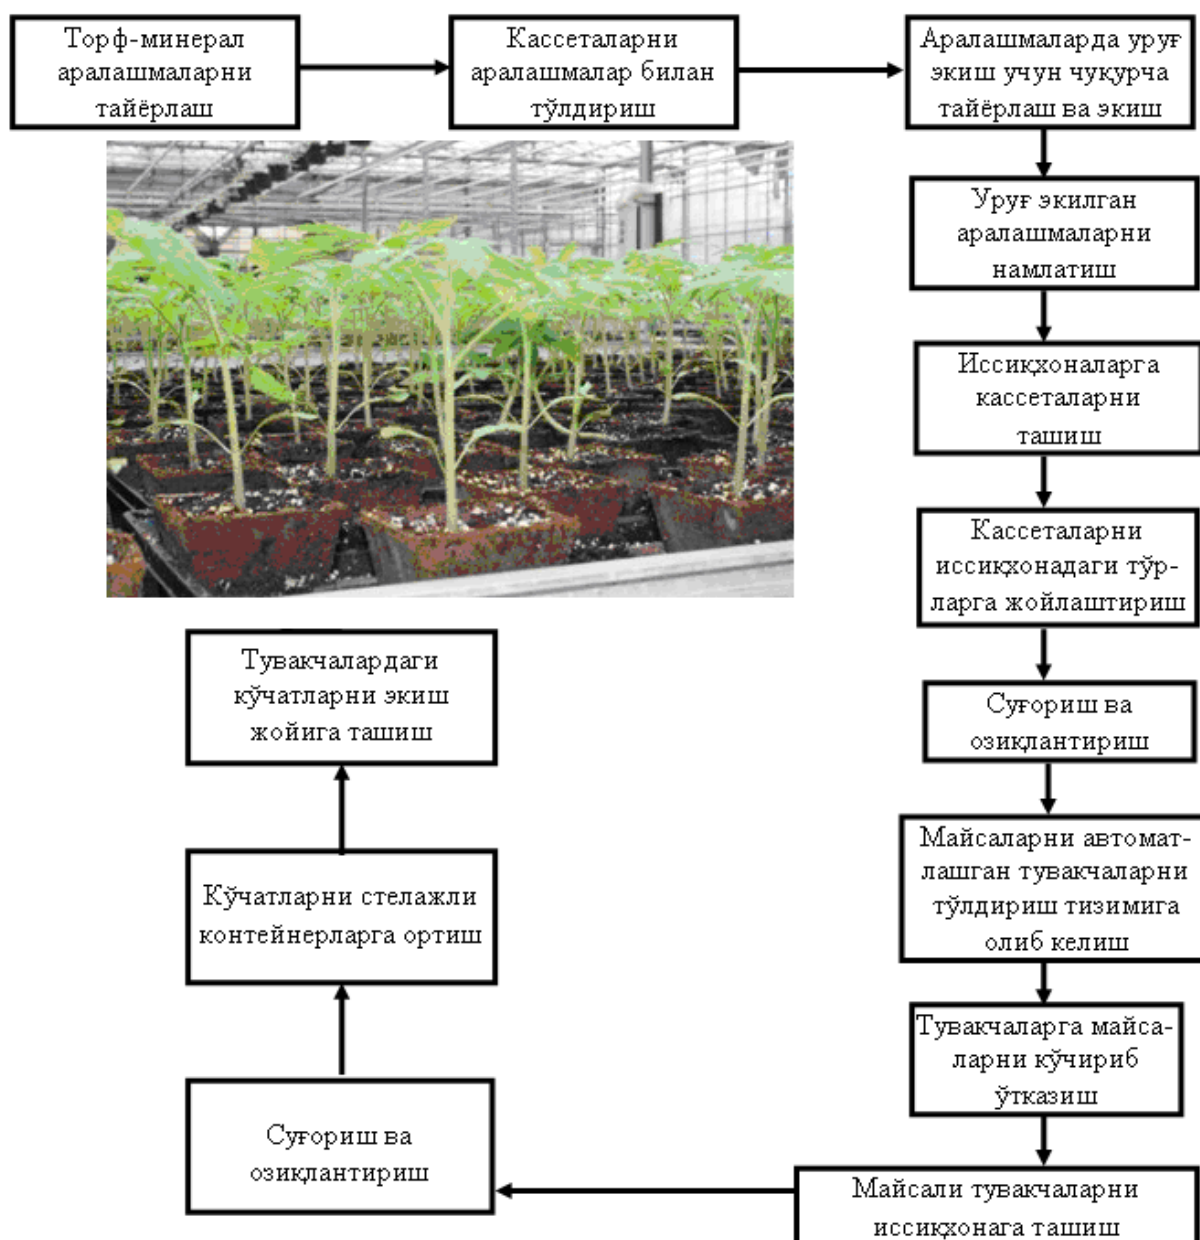 Торф-минерал
аралашмаларни
тайёрлаш
Кассеталарни
аралашмалар билан
тўлдириш
Аралашмаларда уруғ
экиш учун чуқурча
тайёрлаш ва экиш
Уруғ экилган
аралашмаларни
намлатиш
Иссиқхоналарга
кассеталарни
ташиш
Кассеталарни
иссиқхонадаги тўр-
ларга жойлаштириш
Суғориш ва
озиқлантириш
Майсаларни автомат-
лашган тувакчаларни
тўлдириш тизимига
олиб келиш
Тувакчаларга майса-
ларни кўчириб
ўтказиш
Майсали тувакчаларни
иссиқхонага ташиш
Суғориш ва
озиқлантириш
Кўчатларни стелажли
контейнерларга ортиш
Тувакчалардаги
кўчатларни экиш
жойига ташиш